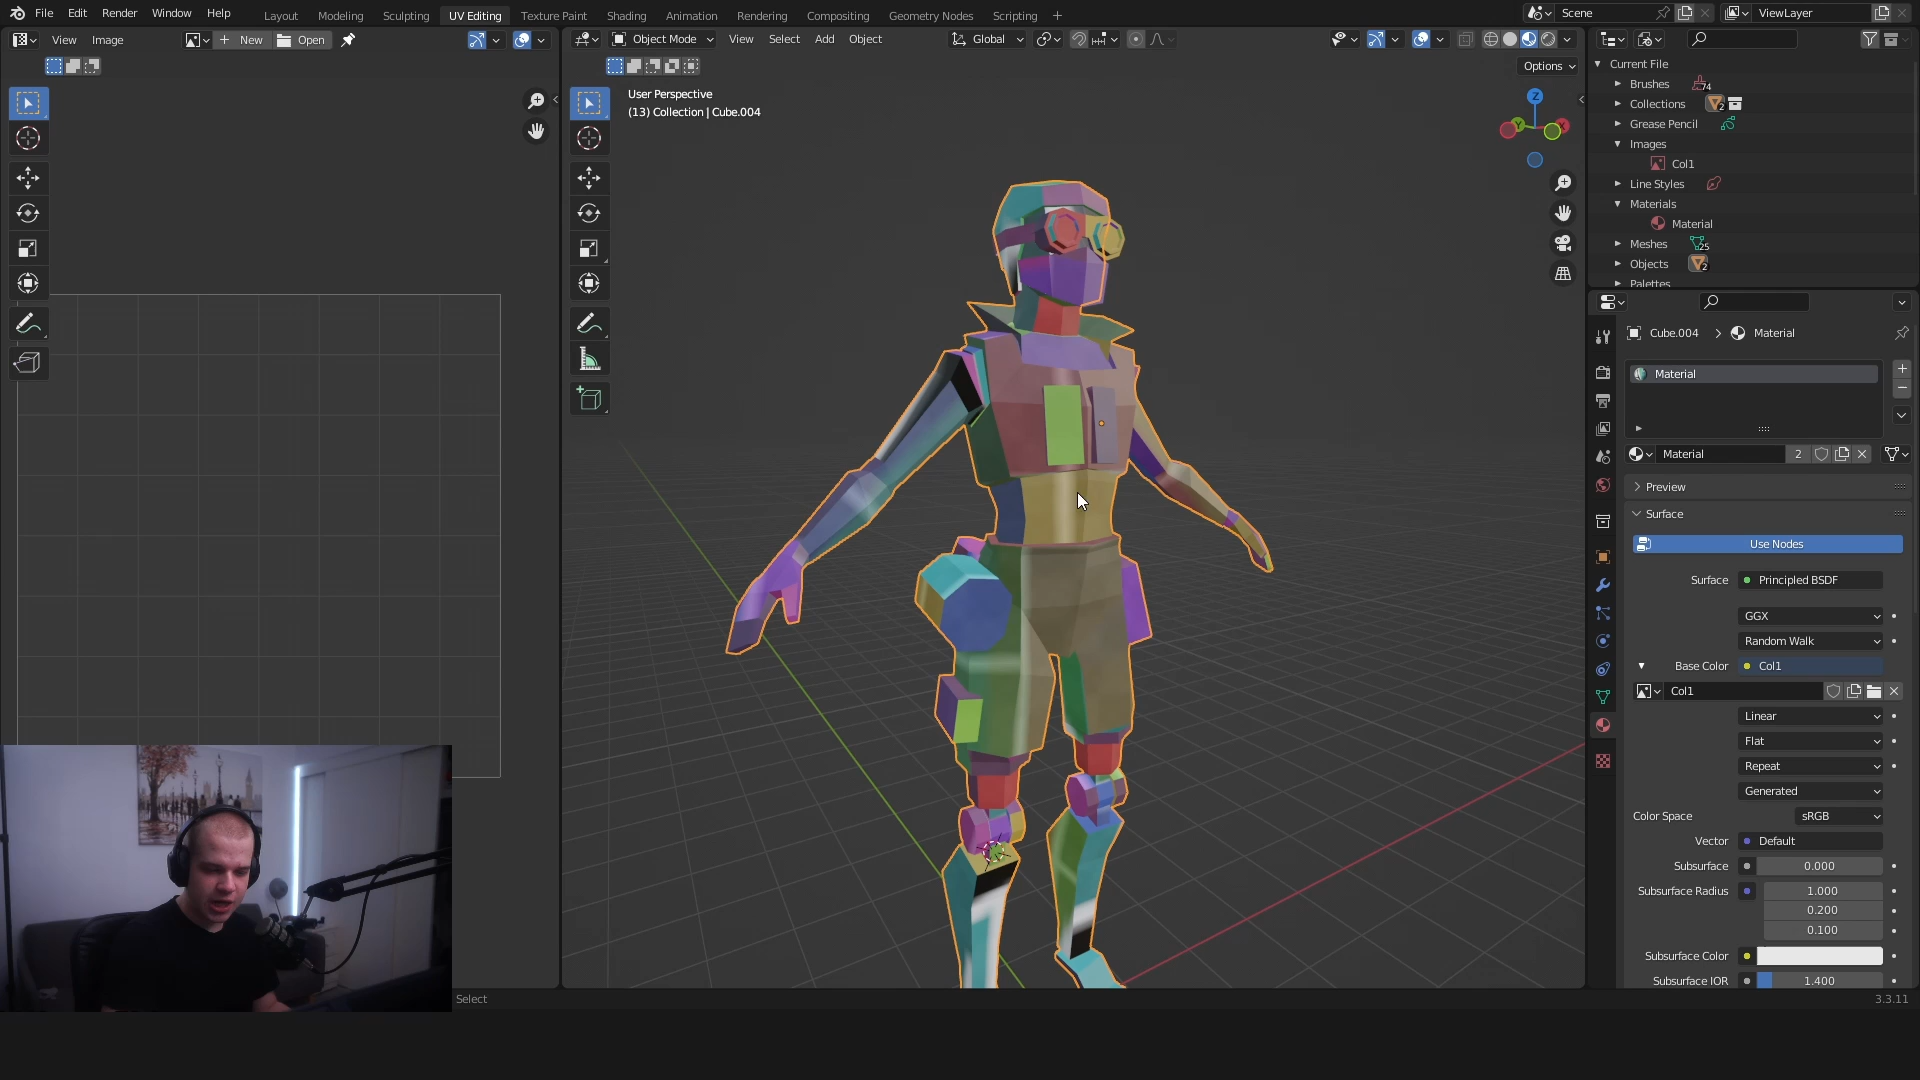 File Edit Render Window Help
Layout Modeling Sculpting UV Editing Texture Paint Shading Animation Rendering Compositing Geometry Nodes Scripting +
Scene
ViewLayer
View Image
New Open
Object Mode View Select Add Object
Global
Options
User Perspective
(13) Collection | Cube.004
Z
Y
X
Current File
Brushes 74
Collections 2
Grease Pencil
Images
Col1
Line Styles
Materials
Material
Meshes 25
Objects 2
Palettes
Cube.004 > Material
Material
Material 2
Preview
Surface
Use Nodes
Surface Principled BSDF
GGX
Random Walk
Base Color Col1
Col1
Linear
Flat
Repeat
Generated
Color Space sRGB
Vector Default
Subsurface 0.000
Subsurface Radius 1.000
0.200
0.100
Subsurface Color
Subsurface IOR 1.400
Select
3.3.11